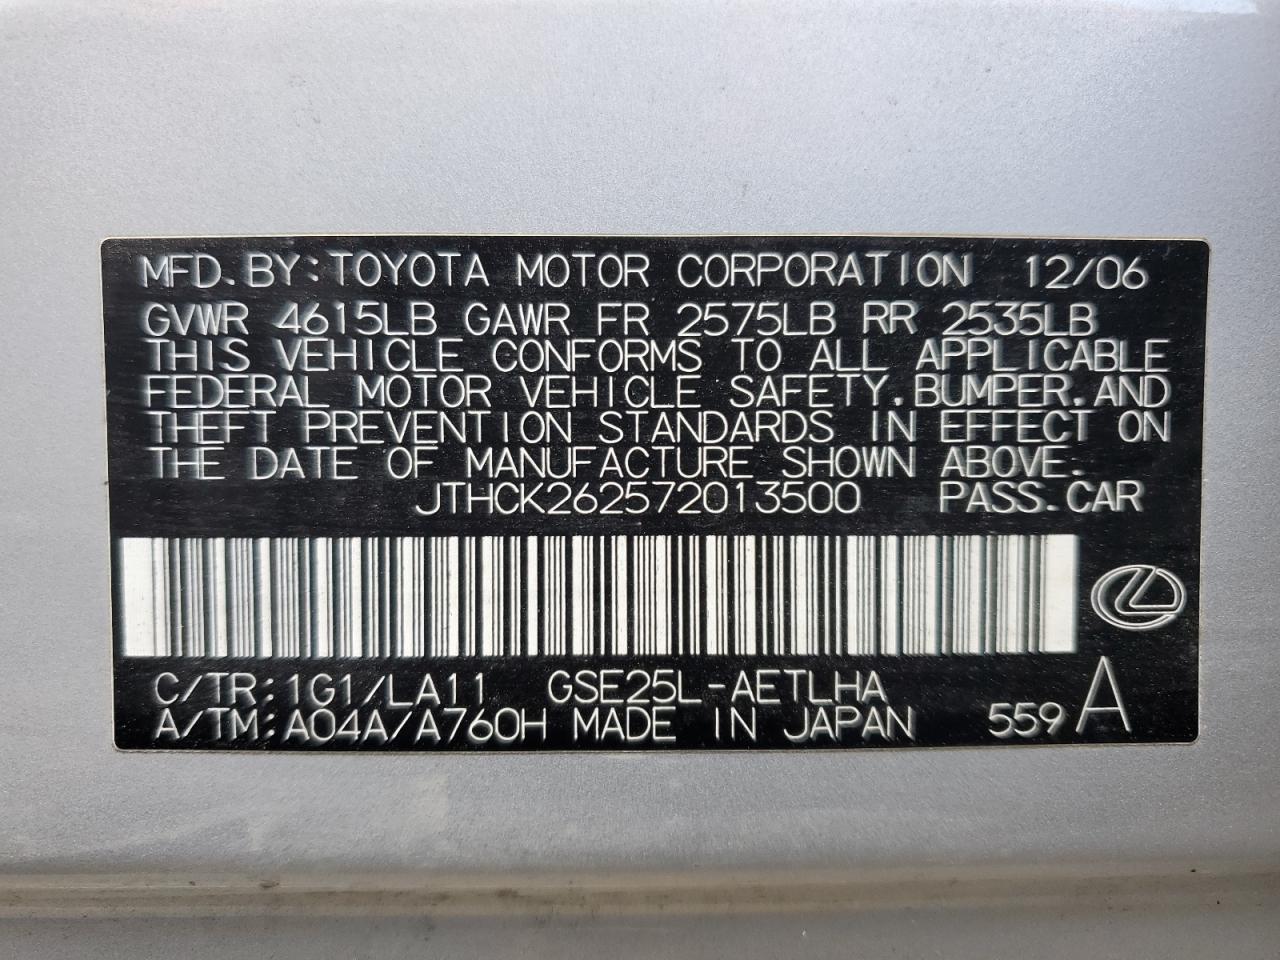 MFD.BY:TOYOTA MOTOR CORPORATION 12/06
GVWR 4615LB GAWR FR 2575LB RR 2535LB
THIS VEHICLE CONFORMS TO ALL APPLICABLE
FEDERAL MOTOR VEHICLE SAFETY,BUMPER,AND
THEFT PREVENTION STANDARDS IN EFFECT ON
THE DATE OF MANUFACTURE SHOWN ABOVE.
JTHCK262572013500 PASS.CAR
C/TR:1G1/LA11 GSE25L-AETLHA
A/TM:A04A/A760H MADE IN JAPAN 559 A